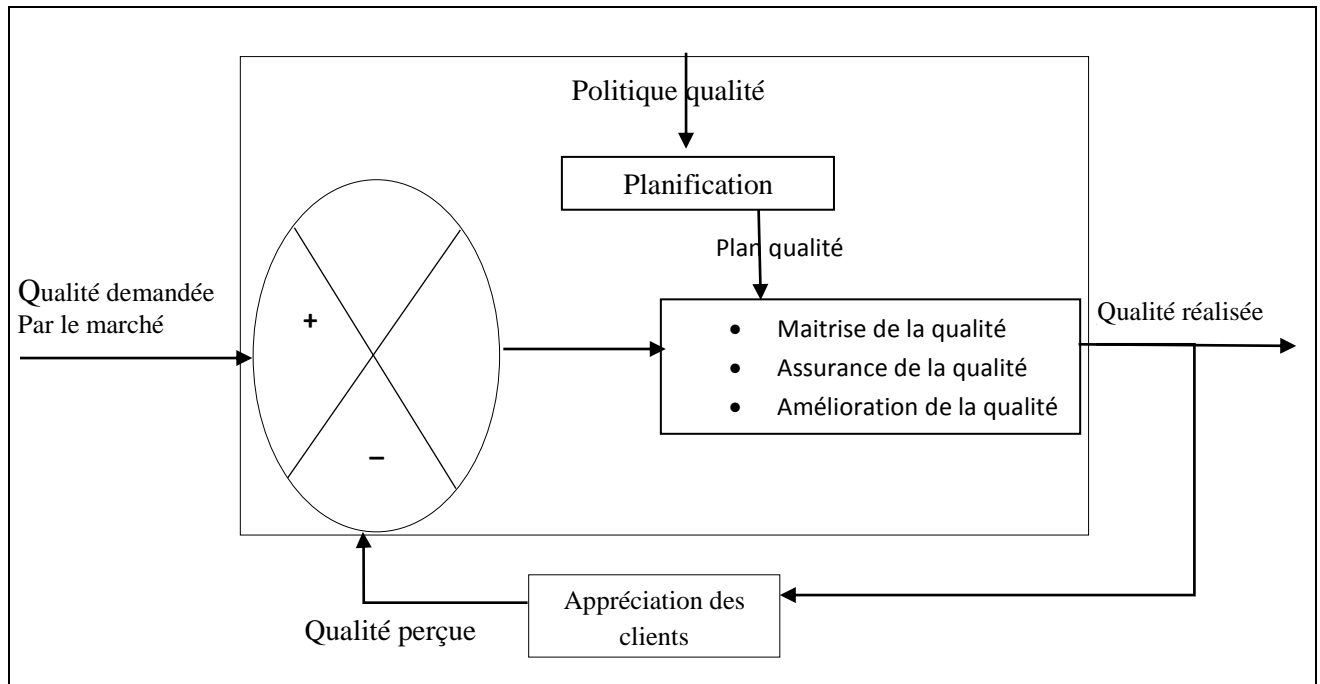 Politique qualité
Planification
Plan qualité
Qualité demandée
Par le marché
+
−
• Maitrise de la qualité
• Assurance de la qualité
• Amélioration de la qualité
Qualité réalisée
Appréciation des
clients
Qualité perçue